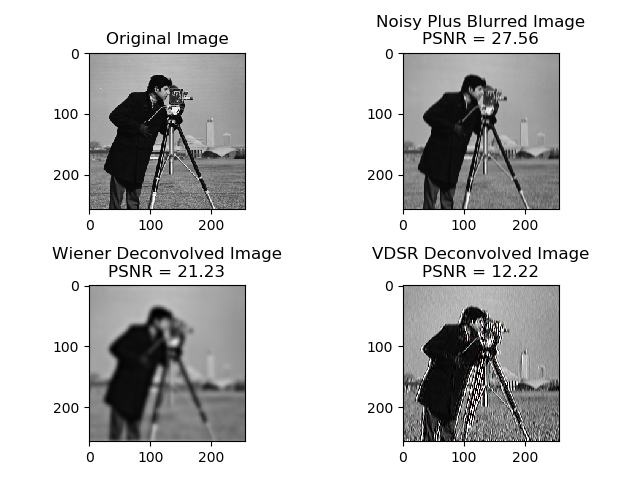 Original Image
0
100
200
0 100 200
Noisy Plus Blurred Image
PSNR = 27.56
0
100
200
0 100 200
Wiener Deconvolved Image
PSNR = 21.23
0
100
200
0 100 200
VDSR Deconvolved Image
PSNR = 12.22
0
100
200
0 100 200